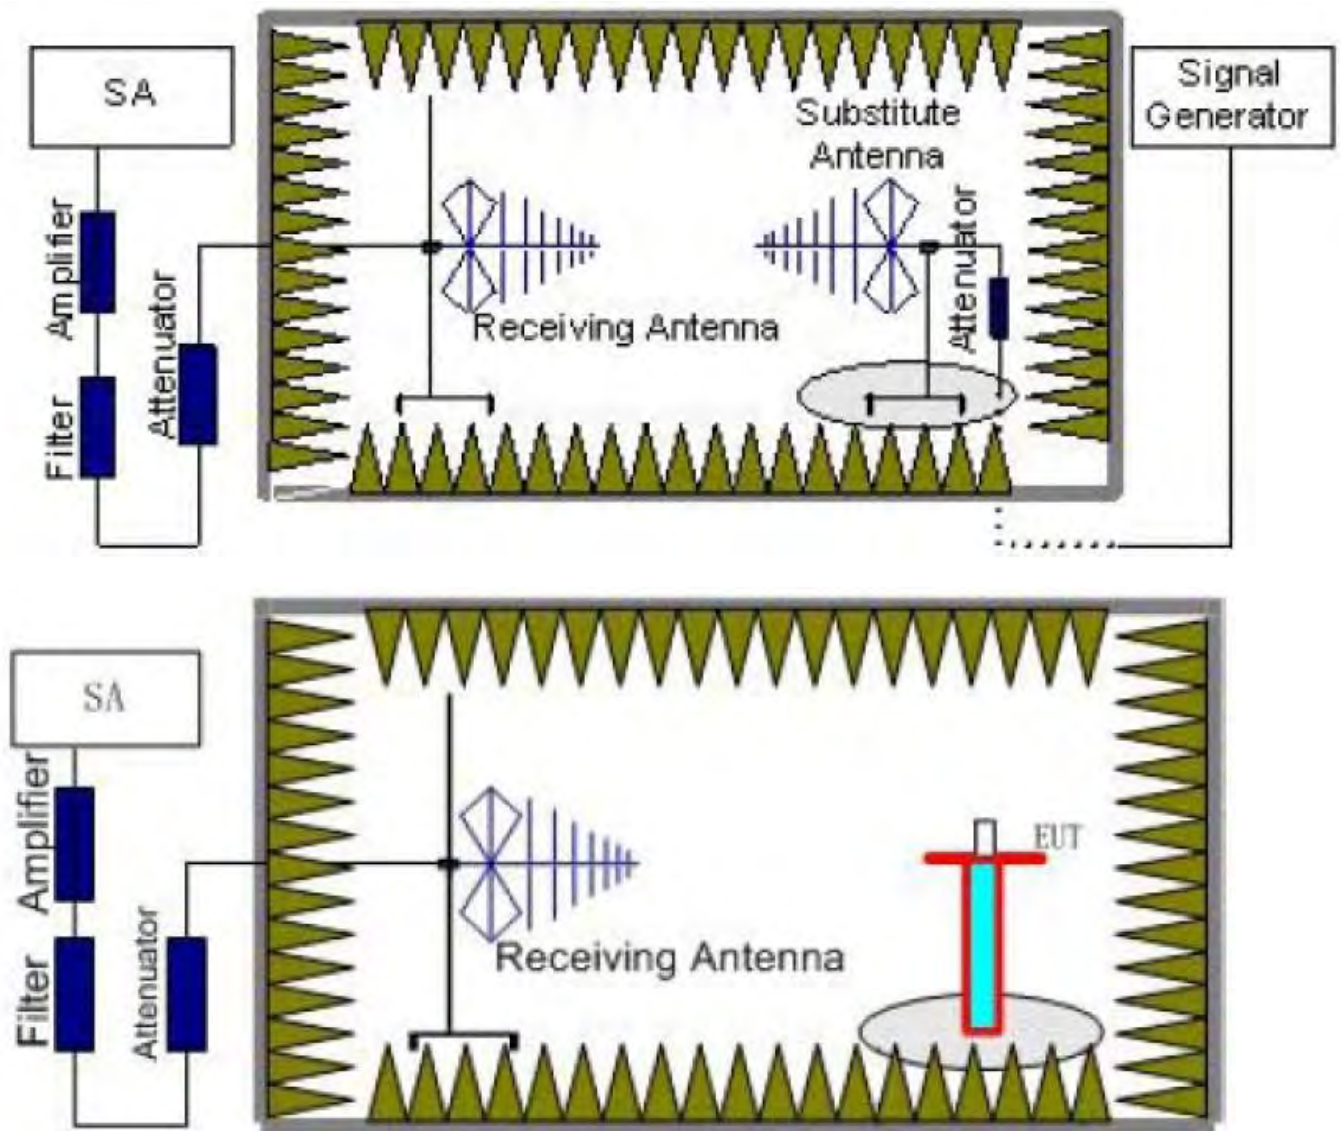 SA
Signal
Generator
Substitute
Antenna
Amplifier
Attenuator
Attenuator
Receiving Antenna
Filter
SA
Amplifier
EUT
Receiving Antenna
Filter
Attenuator